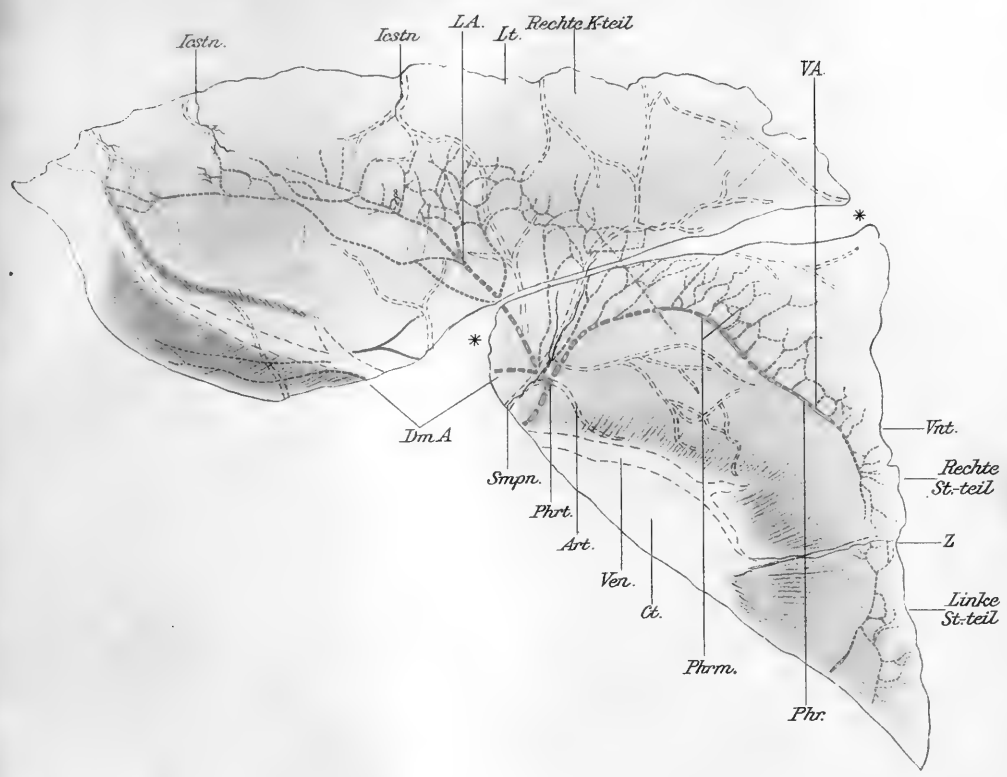 Icstn.
Icstn
LA.
Lt.
Rechte K-teil
VA.
*
*
Dm A
Smpn.
Phrt.
Art.
Ven.
Ct.
Phrm.
Phr.
Vnt.
Rechte
St.-teil
Z
Linke
St.-teil